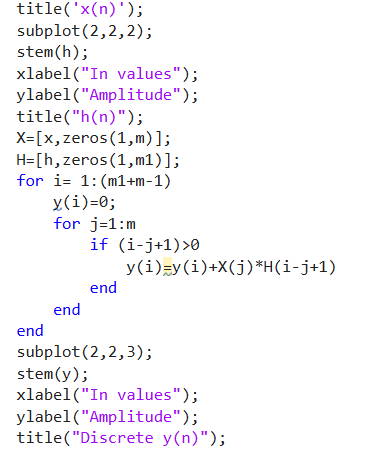 title('x(n)');
subplot(2,2,2);
stem(h);
xlabel("In values");
ylabel("Amplitude");
title("h(n)");
X=[x,zeros(1,m)];
H=[h,zeros(1,m1)];
for i= 1:(m1+m-1)
    y(i)=0;
    for j=1:m
        if (i-j+1)>0
            y(i)=y(i)+X(j)*H(i-j+1)
        end
    end
end
subplot(2,2,3);
stem(y);
xlabel("In values");
ylabel("Amplitude");
title("Discrete y(n)");